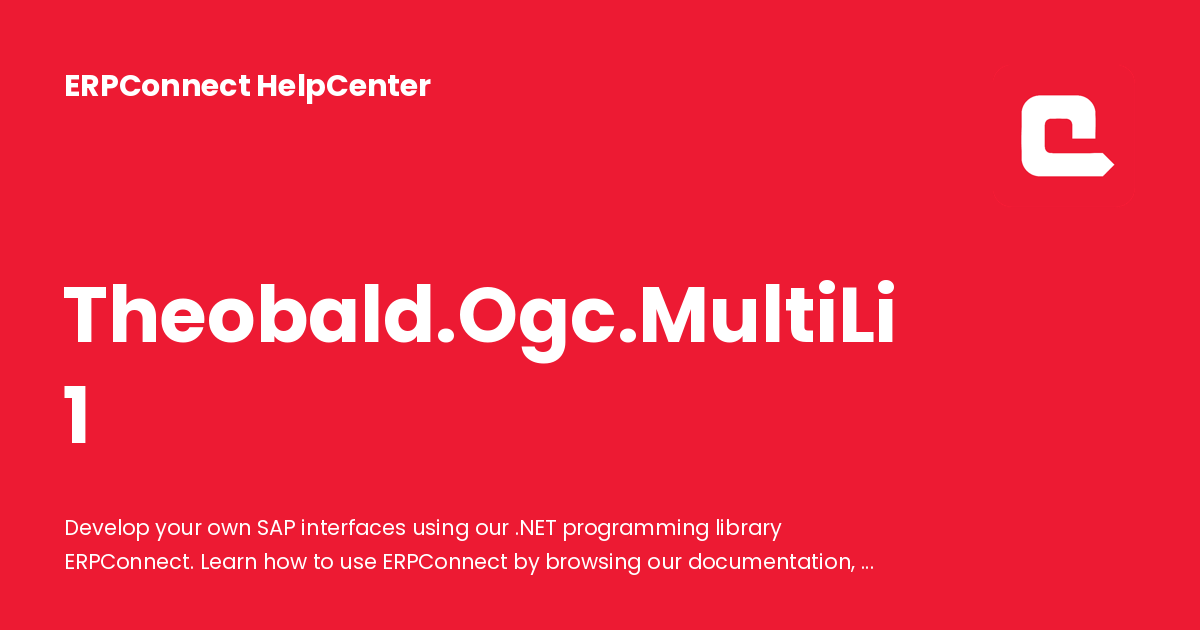 ERPConnect HelpCenter
Theobald.Ogc.MultiLi
1
Develop your own SAP interfaces using our .NET programming library
ERPConnect. Learn how to use ERPConnect by browsing our documentation, ...